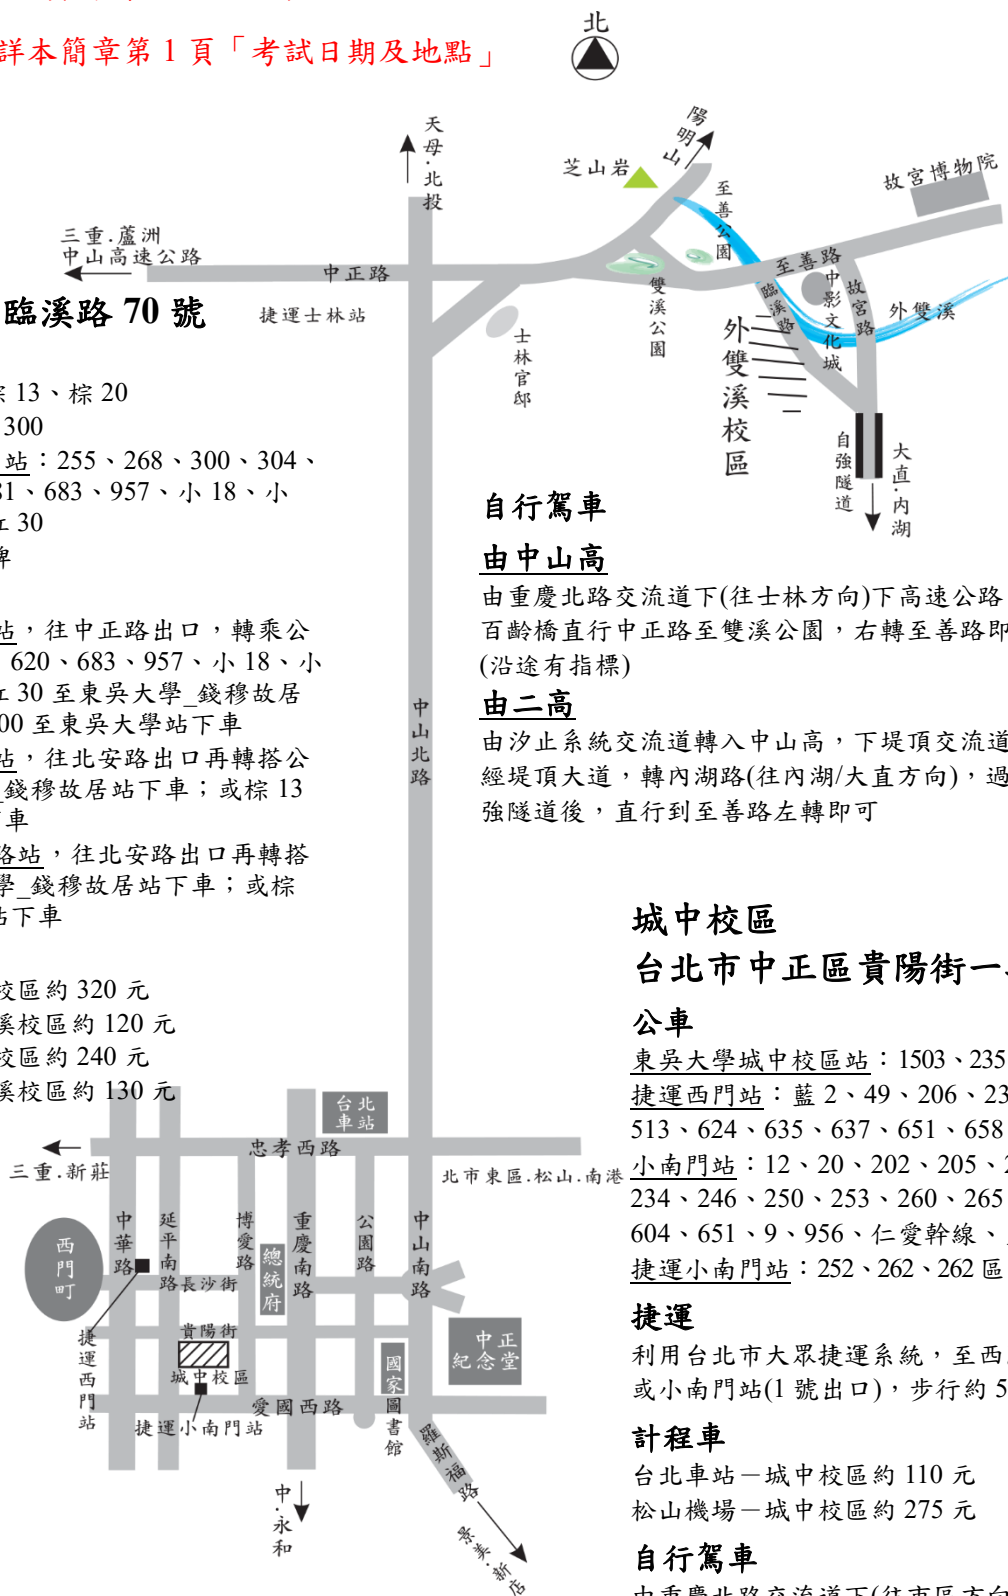 詳本簡章第 1 頁「考試日期及地點」
北
天母.北投
陽明山
芝山岩
至善公園
故宮博物院
三重.蘆洲
中山高速公路
中正路
捷運士林站
士林官邸
雙溪公園
至善路
臨溪路
中影文化城
故宮路
外雙溪
外雙溪校區
自強隧道
大直.內湖
臨溪路 70 號
棕 13、棕 20
300
站：255、268、300、304、
81、683、957、小 18、小
紅 30
牌
站，往中正路出口，轉乘公
620、683、957、小 18、小
紅 30 至東吳大學_錢穆故居
00 至東吳大學站下車
站，往北安路出口再轉搭公
_錢穆故居站下車；或棕 13
下車
路站，往北安路出口再轉搭
學_錢穆故居站下車；或棕
站下車
校區約 320 元
溪校區約 120 元
校區約 240 元
溪校區約 130 元
自行駕車
由中山高
由重慶北路交流道下(往士林方向)下高速公路
百齡橋直行中正路至雙溪公園，右轉至善路即
(沿途有指標)
由二高
由汐止系統交流道轉入中山高，下堤頂交流道
經堤頂大道，轉內湖路(往內湖/大直方向)，過
強隧道後，直行到至善路左轉即可
中山北路
台北車站
忠孝西路
三重.新莊
北市東區.松山.南港
中華路
延平南路
博愛路
重慶南路
公園路
中山南路
西門町
長沙街
總統府
貴陽街
城中校區
捷運西門站
捷運小南門站
愛國西路
國家圖書館
中正紀念堂
羅斯福路
中.永和
景美.新店
城中校區
台北市中正區貴陽街一
公車
東吳大學城中校區站：1503、235
捷運西門站：藍 2、49、206、23
513、624、635、637、651、658
小南門站：12、20、202、205、2
234、246、250、253、260、265
604、651、9、956、仁愛幹線、
捷運小南門站：252、262、262 區
捷運
利用台北市大眾捷運系統，至西
或小南門站(1 號出口)，步行約 5
計程車
台北車站－城中校區約 110 元
松山機場－城中校區約 275 元
自行駕車
由重慶北路交流道下(往市區方向